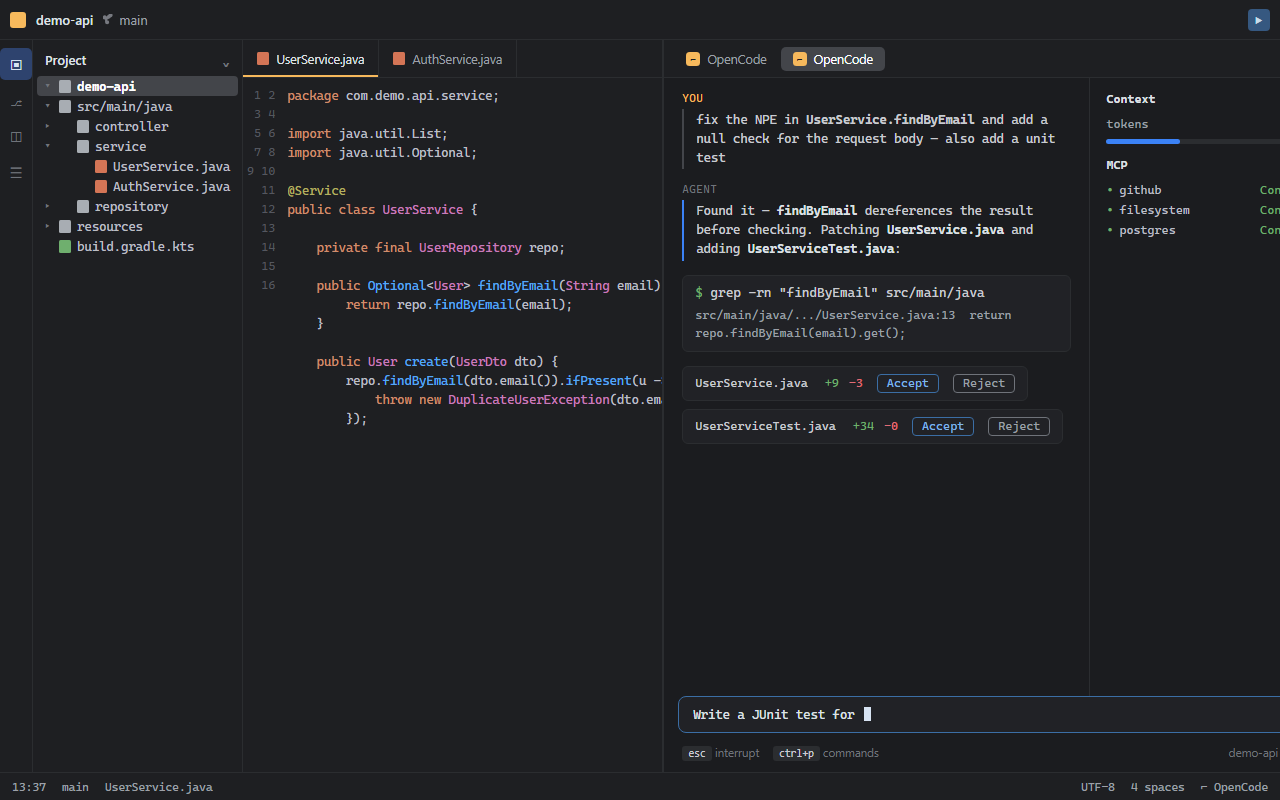 demo-api main
Project
demo-api
src/main/java
controller
service
UserService.java
AuthService.java
repository
resources
build.gradle.kts
UserService.java AuthService.java
1 2
3 4
5 6
7 8
9 10
11
12
13
14
15
16
package com.demo.api.service;
import java.util.List;
import java.util.Optional;
@Service
public class UserService {
private final UserRepository repo;
public Optional<User> findByEmail(String email)
return repo.findByEmail(email);
}
public User create(UserDto dto) {
repo.findByEmail(dto.email()).ifPresent(u -
throw new DuplicateUserException(dto.em
});
OpenCode OpenCode
YOU
fix the NPE in UserService.findByEmail and add a
null check for the request body — also add a unit
test
AGENT
Found it — findByEmail dereferences the result
before checking. Patching UserService.java and
adding UserServiceTest.java:
$ grep -rn "findByEmail" src/main/java
src/main/java/.../UserService.java:13 return
repo.findByEmail(email).get();
UserService.java +9 −3 Accept Reject
UserServiceTest.java +34 −0 Accept Reject
Context
tokens
MCP
• github Con
• filesystem Con
• postgres Con
Write a JUnit test for
esc interrupt ctrl+p commands demo-api
13:37 main UserService.java UTF-8 4 spaces ⌐ OpenCode